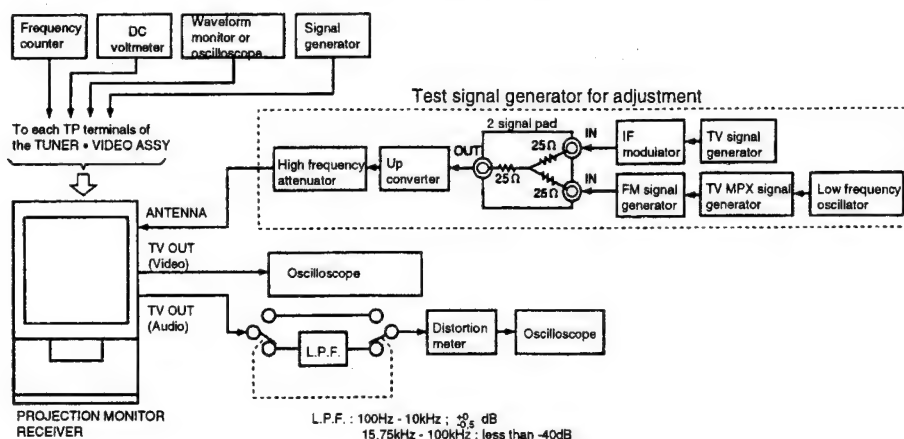 Frequency
counter
DC
voltmeter
Waveform
monitor or
oscilloscope
Signal
generator
Test signal generator for adjustment
To each TP terminals of
the TUNER • VIDEO ASSY
2 signal pad
OUT
25Ω
25Ω
25Ω
IN
IN
IF
modulator
TV signal
generator
High frequency
attenuator
Up
converter
FM signal
generator
TV MPX signal
generator
Low frequency
oscillator
ANTENNA
TV OUT
(Video)
Oscilloscope
TV OUT
(Audio)
L.P.F.
Distortion
meter
Oscilloscope
PROJECTION MONITOR
RECEIVER
L.P.F. : 100Hz - 10kHz ; +0 -0.5 dB
15.75kHz - 100kHz : less than -40dB